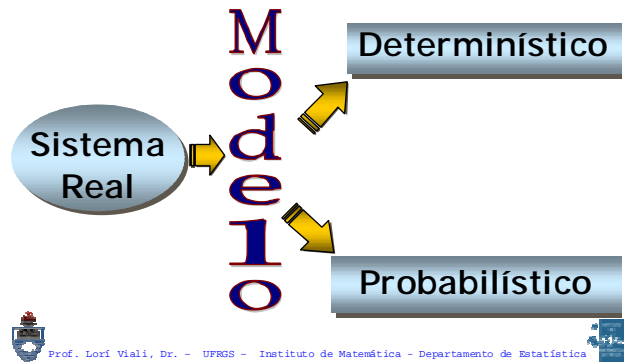 Sistema
Real
Modelo
Determinístico
Probabilístico
Prof. Lorí Viali, Dr. - UFRGS - Instituto de Matemática - Departamento de Estatística